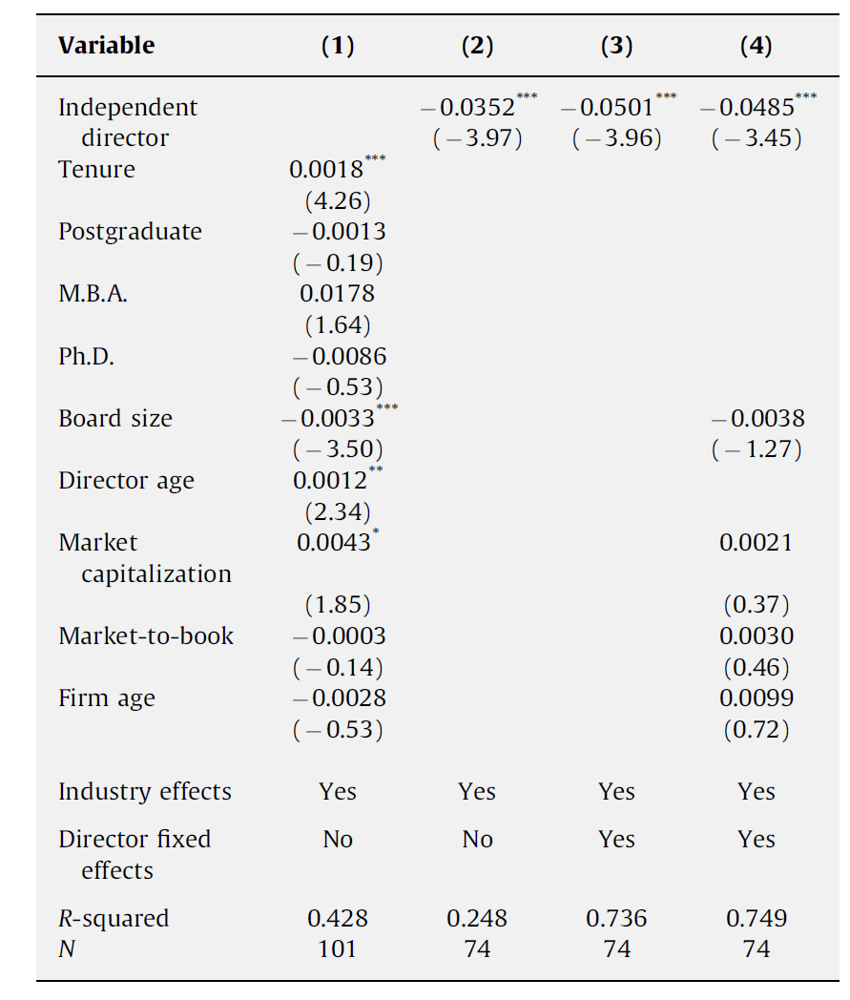 Variable (1) (2) (3) (4)
Independent −0.0352*** −0.0501*** −0.0485***
director (−3.97) (−3.96) (−3.45)
Tenure 0.0018***
(4.26)
Postgraduate −0.0013
(−0.19)
M.B.A. 0.0178
(1.64)
Ph.D. −0.0086
(−0.53)
Board size −0.0033*** −0.0038
(−3.50) (−1.27)
Director age 0.0012**
(2.34)
Market 0.0043* 0.0021
capitalization
(1.85) (0.37)
Market-to-book −0.0003 0.0030
(−0.14) (0.46)
Firm age −0.0028 0.0099
(−0.53) (0.72)
Industry effects Yes Yes Yes Yes
Director fixed No No Yes Yes
effects
R-squared 0.428 0.248 0.736 0.749
N 101 74 74 74